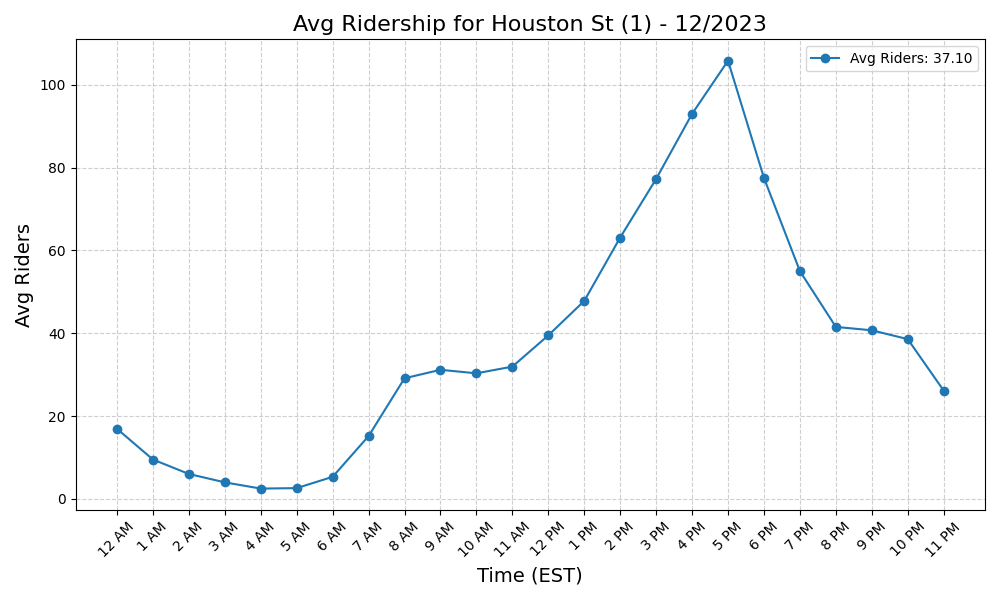 Avg Ridership for Houston St (1) - 12/2023
Avg Riders: 37.10
Avg Riders
100
80
60
40
20
0
12 AM
1 AM
2 AM
3 AM
4 AM
5 AM
6 AM
7 AM
8 AM
9 AM
10 AM
11 AM
12 PM
1 PM
2 PM
3 PM
4 PM
5 PM
6 PM
7 PM
8 PM
9 PM
10 PM
11 PM
Time (EST)